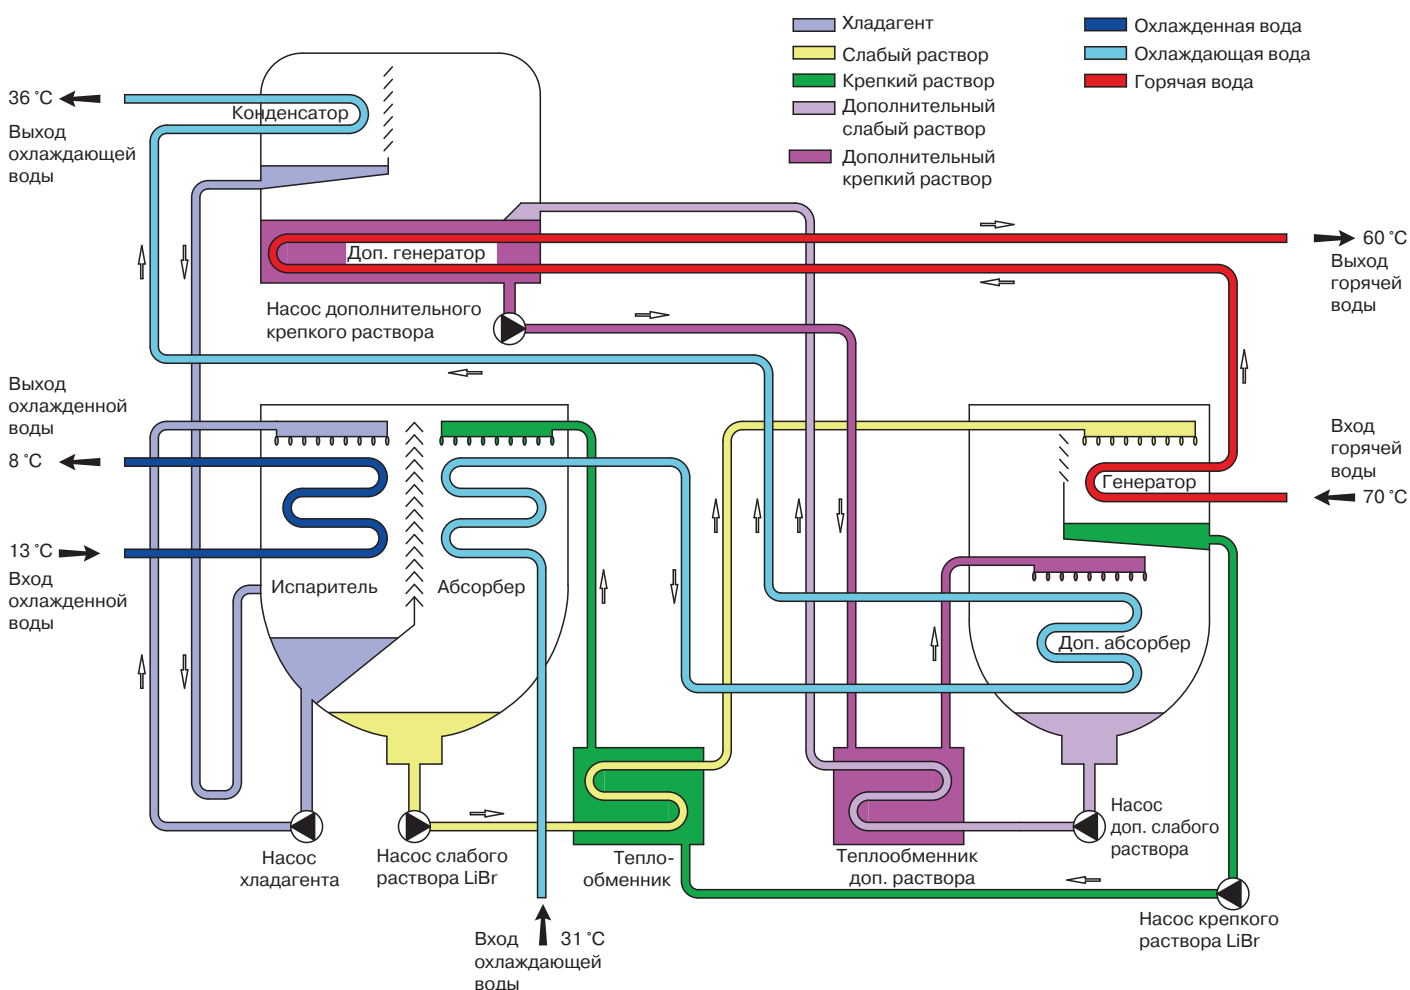 Хладагент
Слабый раствор
Крепкий раствор
Дополнительный
слабый раствор
Дополнительный
крепкий раствор
Охлажденная вода
Охлаждающая вода
Горячая вода
36 °C
Выход
охлаждающей
воды
Конденсатор
Доп. генератор
60 °C
Выход
горячей
воды
Насос дополнительного
крепкого раствора
Выход
охлажденной
воды
8 °C
13 °C
Вход
охлажденной
воды
Испаритель
Абсорбер
Вход
горячей
воды
70 °C
Генератор
Доп. абсорбер
Насос
хладагента
Насос слабого
раствора LiBr
Тепло-
обменник
Теплообменник
доп. раствора
Насос
доп. слабого
раствора
Насос крепкого
раствора LiBr
Вход 31 °C
охлаждающей
воды